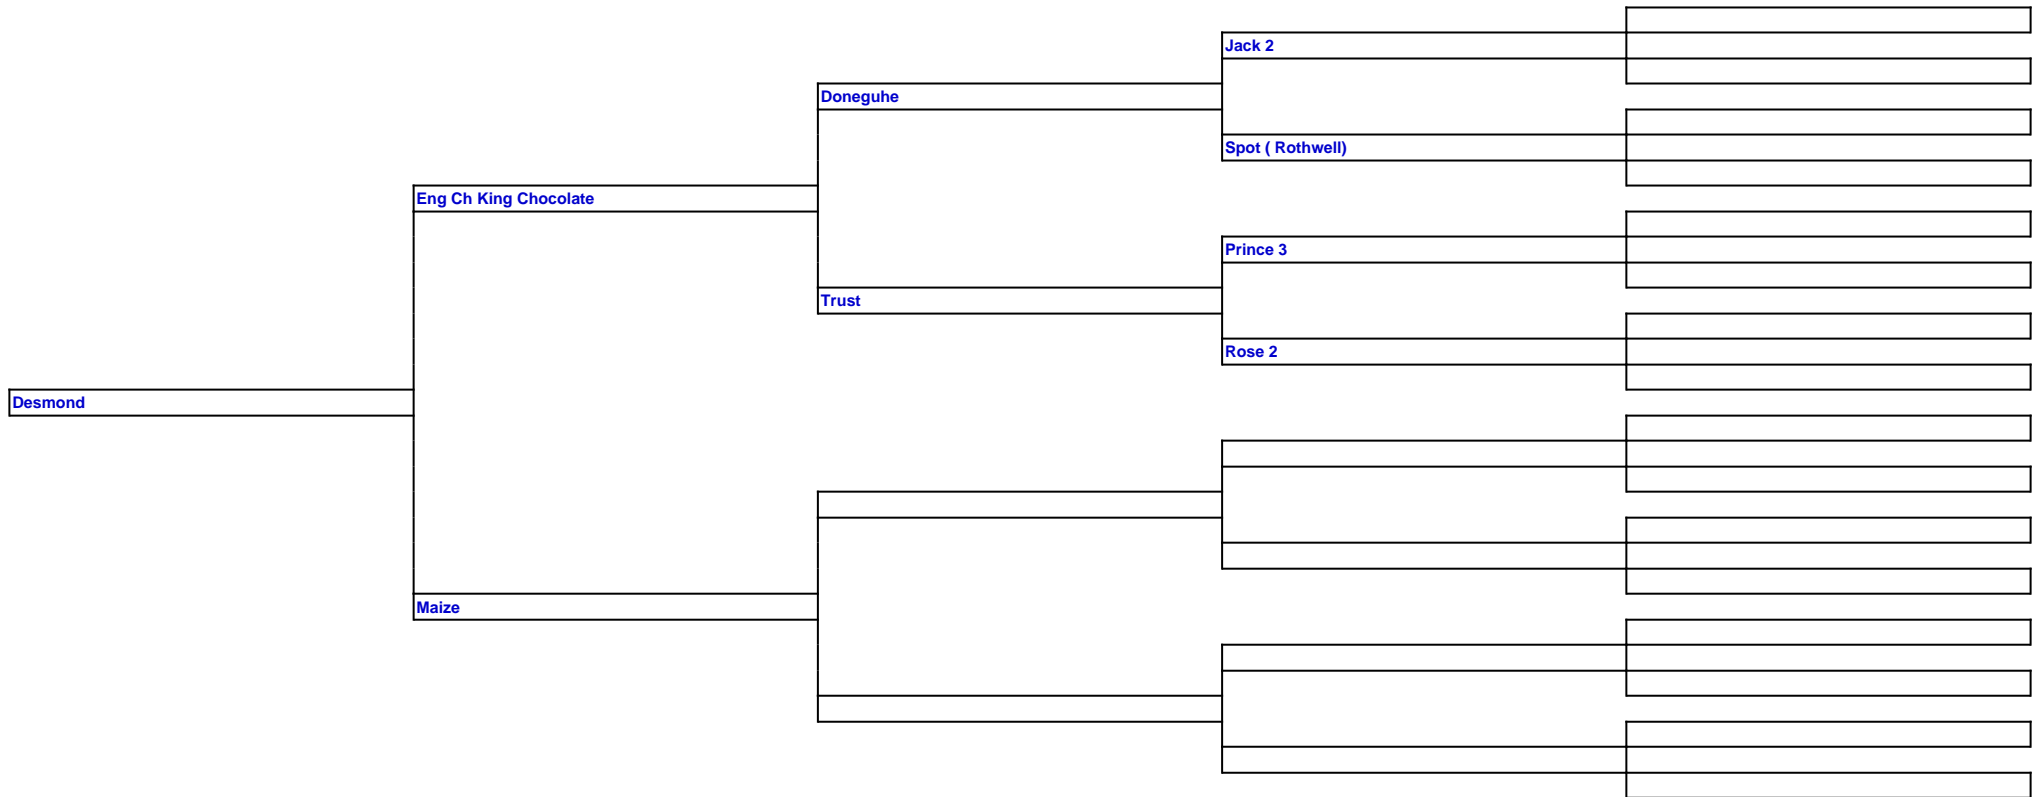 Jack 2
Doneguhe
Spot ( Rothwell)
Eng Ch King Chocolate
Prince 3
Trust
Rose 2
Desmond
Maize